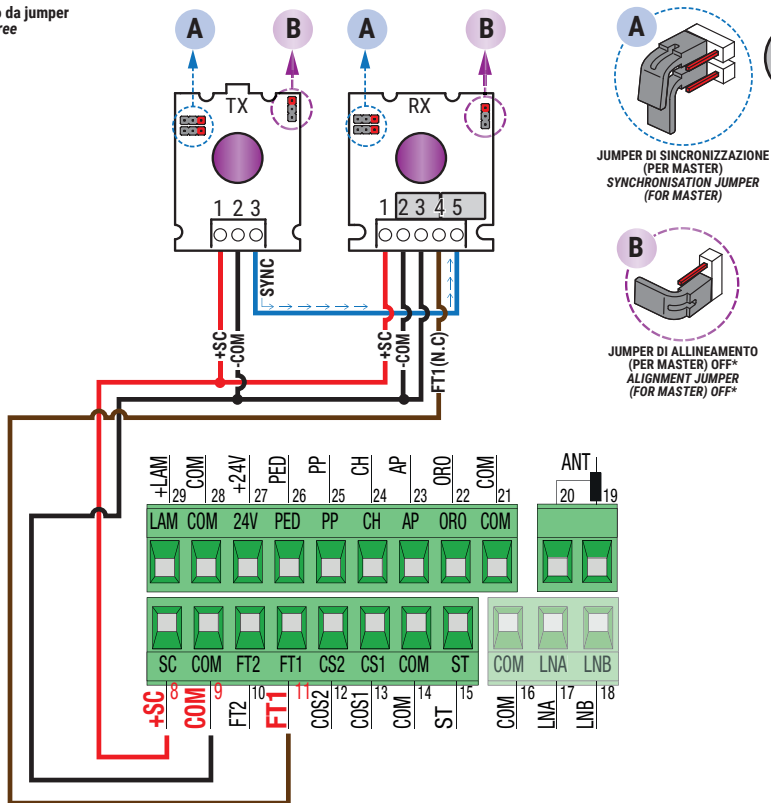 o da jumper
ree
A
B
A
B
TX
RX
1 2 3
1 2 3 4 5
SYNC
+SC
-COM
+SC
-COM
FT1(N.C)
A
JUMPER DI SINCRONIZZAZIONE
(PER MASTER)
SYNCHRONISATION JUMPER
(FOR MASTER)
B
JUMPER DI ALLINEAMENTO
(PER MASTER) OFF*
ALIGNMENT JUMPER
(FOR MASTER) OFF*
+LAM COM +24V PED PP CH AP ORO COM ANT
29 28 27 26 25 24 23 22 21 20 19
LAM COM 24V PED PP CH AP ORO COM
SC COM FT2 FT1 CS2 CS1 COM ST COM LNA LNB
8 9 10 11 12 13 14 15 16 17 18
+SC COM FT2 FT1 COS2 COS1 COM ST COM LNA LNB